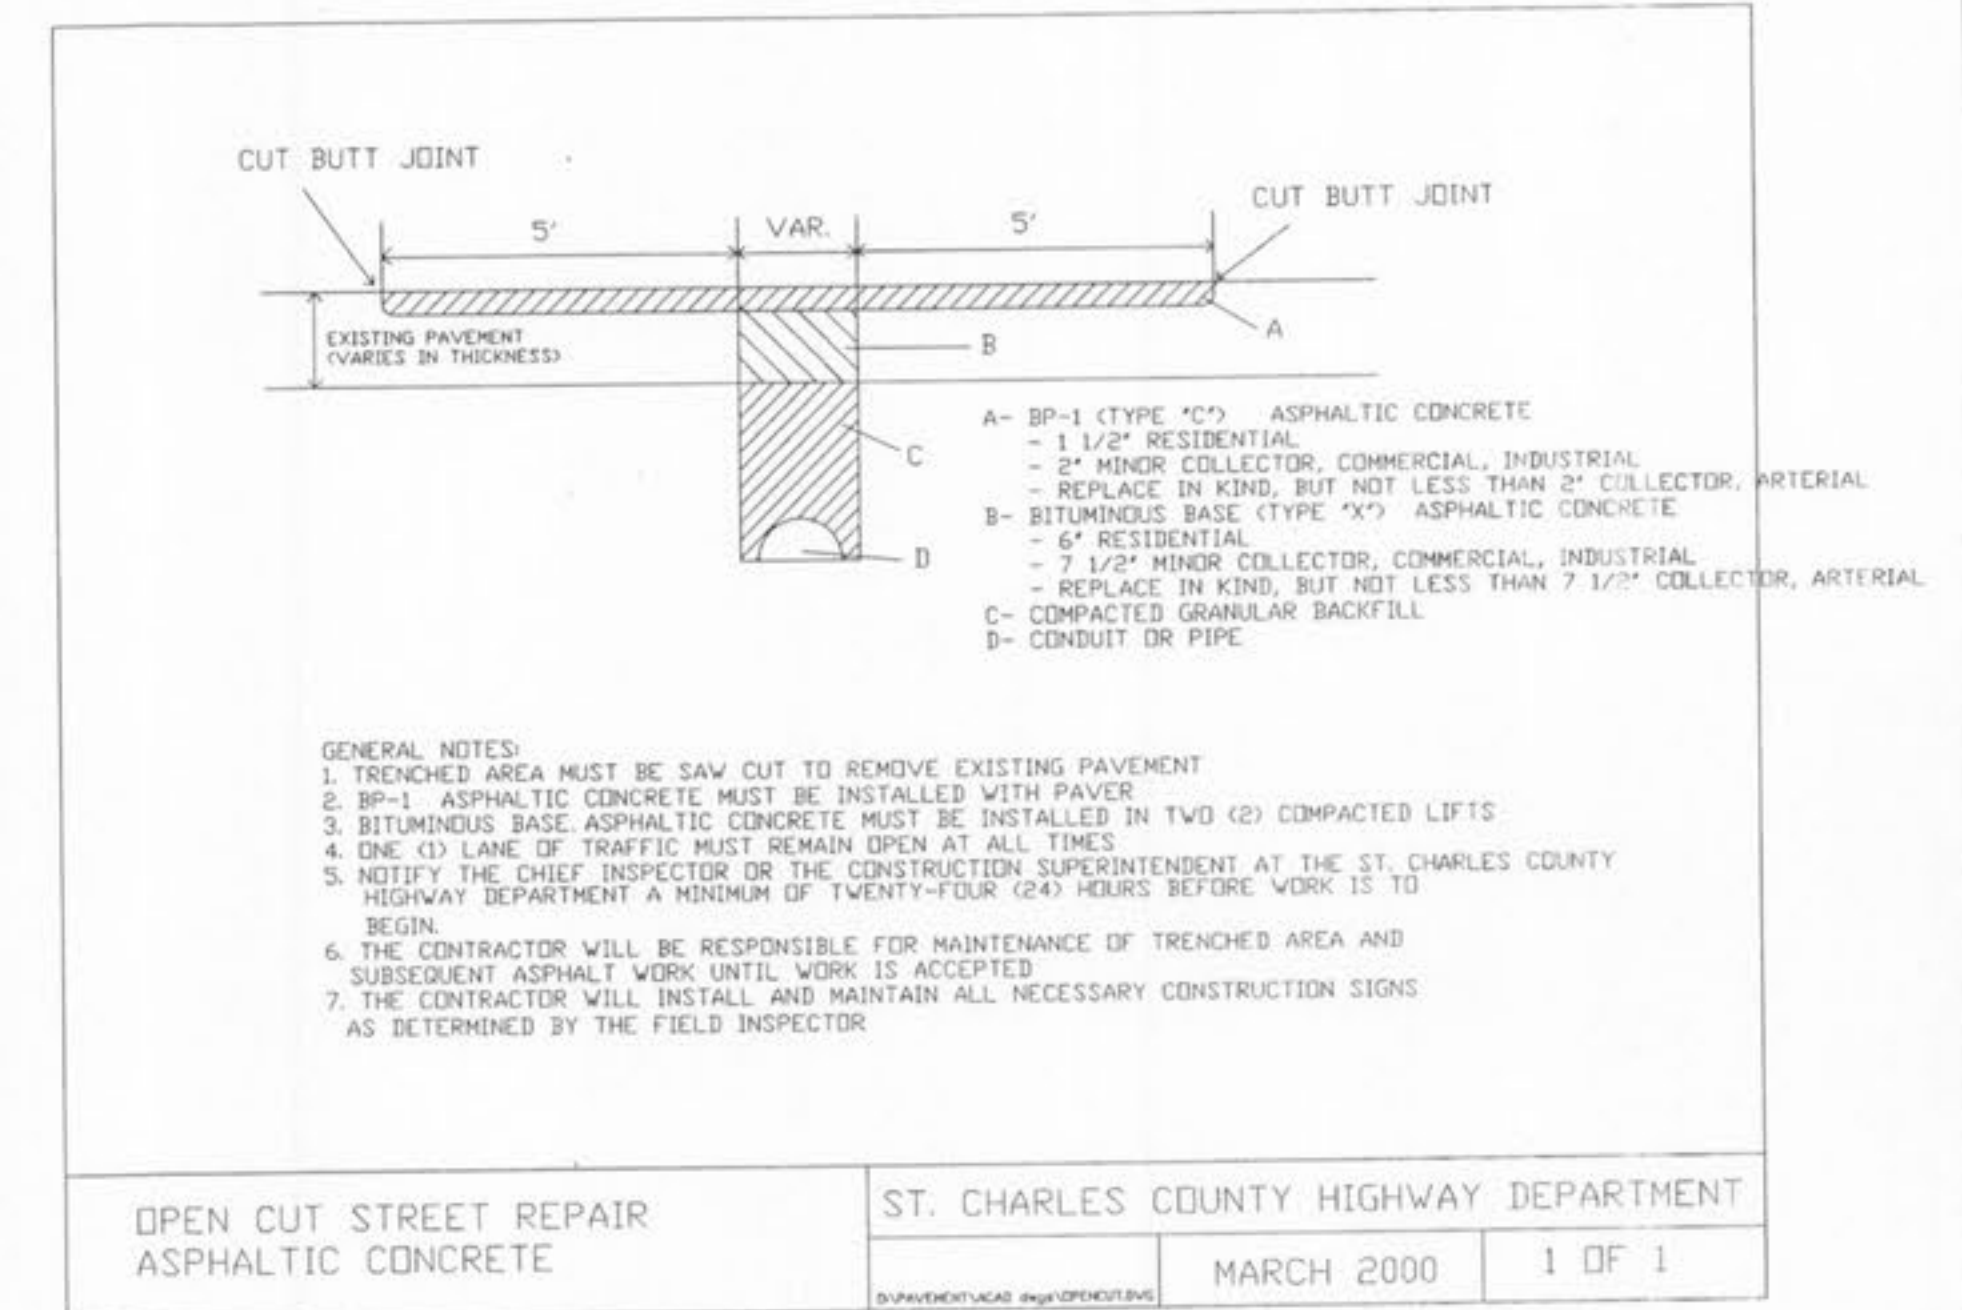 CUT BUTT JOINT
CUT BUTT JOINT
5'
VAR.
5'
EXISTING PAVEMENT
(VARIES IN THICKNESS)
A
B
C
D
A- BP-1 (TYPE "C") ASPHALTIC CONCRETE
- 1 1/2" RESIDENTIAL
- 2" MINOR COLLECTOR, COMMERCIAL, INDUSTRIAL
- REPLACE IN KIND, BUT NOT LESS THAN 2" COLLECTOR, ARTERIAL
B- BITUMINOUS BASE (TYPE "X") ASPHALTIC CONCRETE
- 6" RESIDENTIAL
- 7 1/2" MINOR COLLECTOR, COMMERCIAL, INDUSTRIAL
- REPLACE IN KIND, BUT NOT LESS THAN 7 1/2" COLLECTOR, ARTERIAL
C- COMPACTED GRANULAR BACKFILL
D- CONDUIT OR PIPE
GENERAL NOTES:
1. TRENCHED AREA MUST BE SAW CUT TO REMOVE EXISTING PAVEMENT
2. BP-1 ASPHALTIC CONCRETE MUST BE INSTALLED WITH PAVER
3. BITUMINOUS BASE. ASPHALTIC CONCRETE MUST BE INSTALLED IN TWO (2) COMPACTED LIFTS
4. ONE (1) LANE OF TRAFFIC MUST REMAIN OPEN AT ALL TIMES
5. NOTIFY THE CHIEF INSPECTOR OR THE CONSTRUCTION SUPERINTENDENT AT THE ST. CHARLES COUNTY
HIGHWAY DEPARTMENT A MINIMUM OF TWENTY-FOUR (24) HOURS BEFORE WORK IS TO
BEGIN.
6. THE CONTRACTOR WILL BE RESPONSIBLE FOR MAINTENANCE OF TRENCHED AREA AND
SUBSEQUENT ASPHALT WORK UNTIL WORK IS ACCEPTED
7. THE CONTRACTOR WILL INSTALL AND MAINTAIN ALL NECESSARY CONSTRUCTION SIGNS
AS DETERMINED BY THE FIELD INSPECTOR
OPEN CUT STREET REPAIR
ASPHALTIC CONCRETE
ST. CHARLES COUNTY HIGHWAY DEPARTMENT
D:\PAVEMENT\ACAD dwgs\OPENCUT.DWG
MARCH 2000
1 OF 1